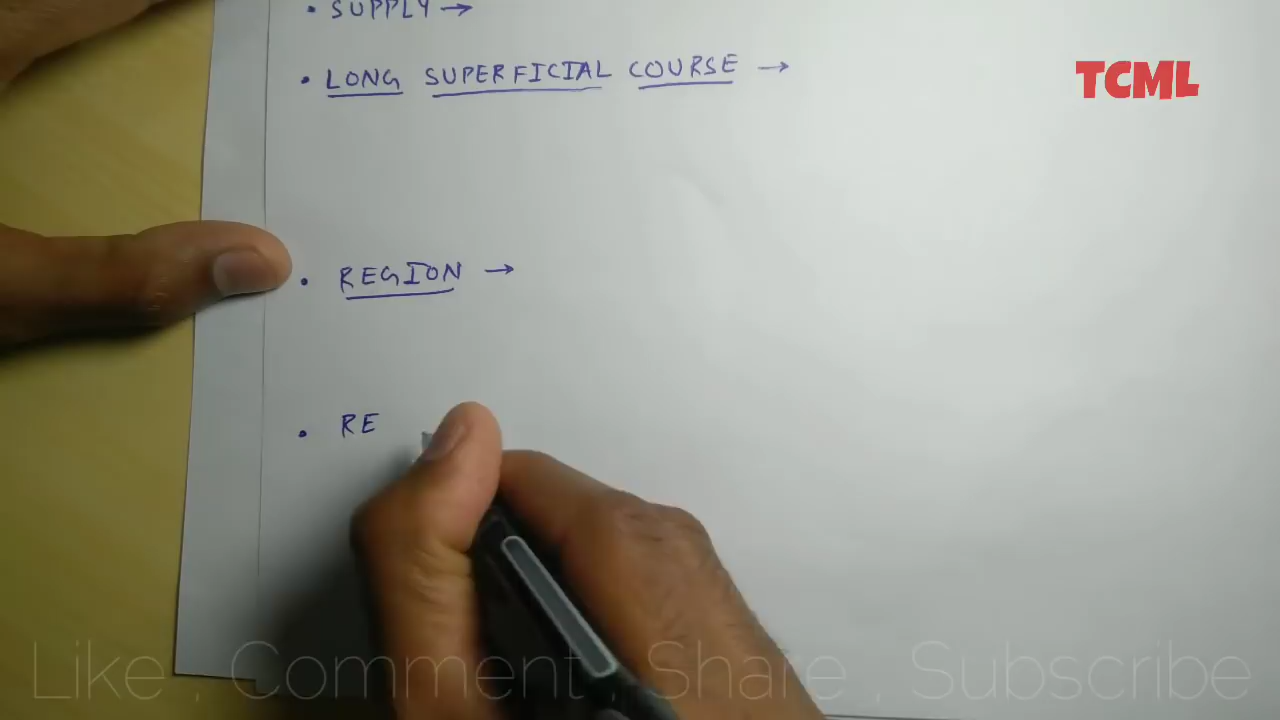 • SUPPLY →
• LONG SUPERFICIAL COURSE →
TCML
• REGION →
• RE
Like , Comment , Share , Subscribe